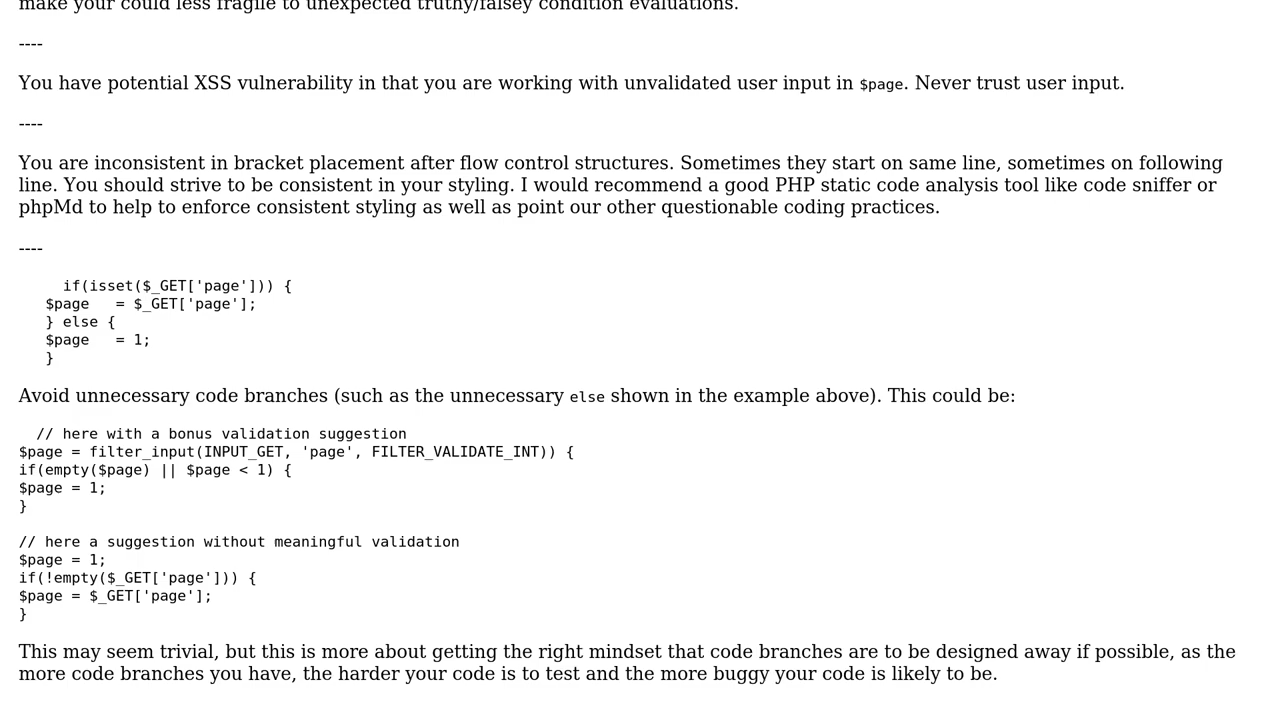 make your could less fragile to unexpected truthy/falsey condition evaluations.
----
You have potential XSS vulnerability in that you are working with unvalidated user input in $page. Never trust user input.
----
You are inconsistent in bracket placement after flow control structures. Sometimes they start on same line, sometimes on following
line. You should strive to be consistent in your styling. I would recommend a good PHP static code analysis tool like code sniffer or
phpMd to help to enforce consistent styling as well as point our other questionable coding practices.
----
     if(isset($_GET['page'])) {
   $page   = $_GET['page'];
   } else {
   $page   = 1;
   }
Avoid unnecessary code branches (such as the unnecessary else shown in the example above). This could be:
  // here with a bonus validation suggestion
$page = filter_input(INPUT_GET, 'page', FILTER_VALIDATE_INT)) {
if(empty($page) || $page < 1) {
$page = 1;
}
// here a suggestion without meaningful validation
$page = 1;
if(!empty($_GET['page'])) {
$page = $_GET['page'];
}
This may seem trivial, but this is more about getting the right mindset that code branches are to be designed away if possible, as the
more code branches you have, the harder your code is to test and the more buggy your code is likely to be.